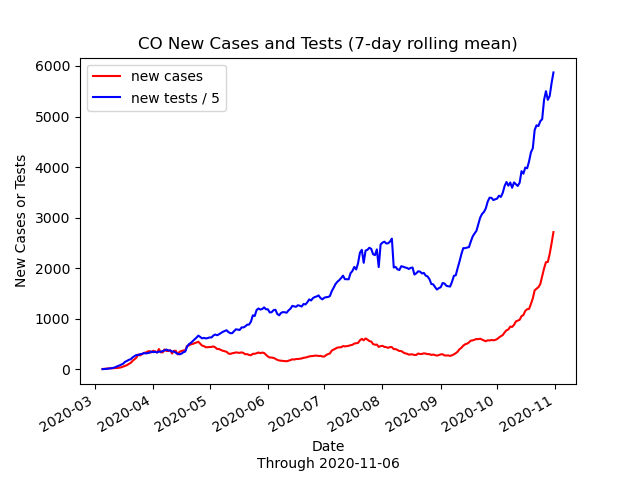 CO New Cases and Tests (7-day rolling mean)
new cases
new tests / 5
6000
5000
4000
3000
2000
1000
0
New Cases or Tests
2020-03
2020-04
2020-05
2020-06
2020-07
2020-08
2020-09
2020-10
2020-11
Date
Through 2020-11-06